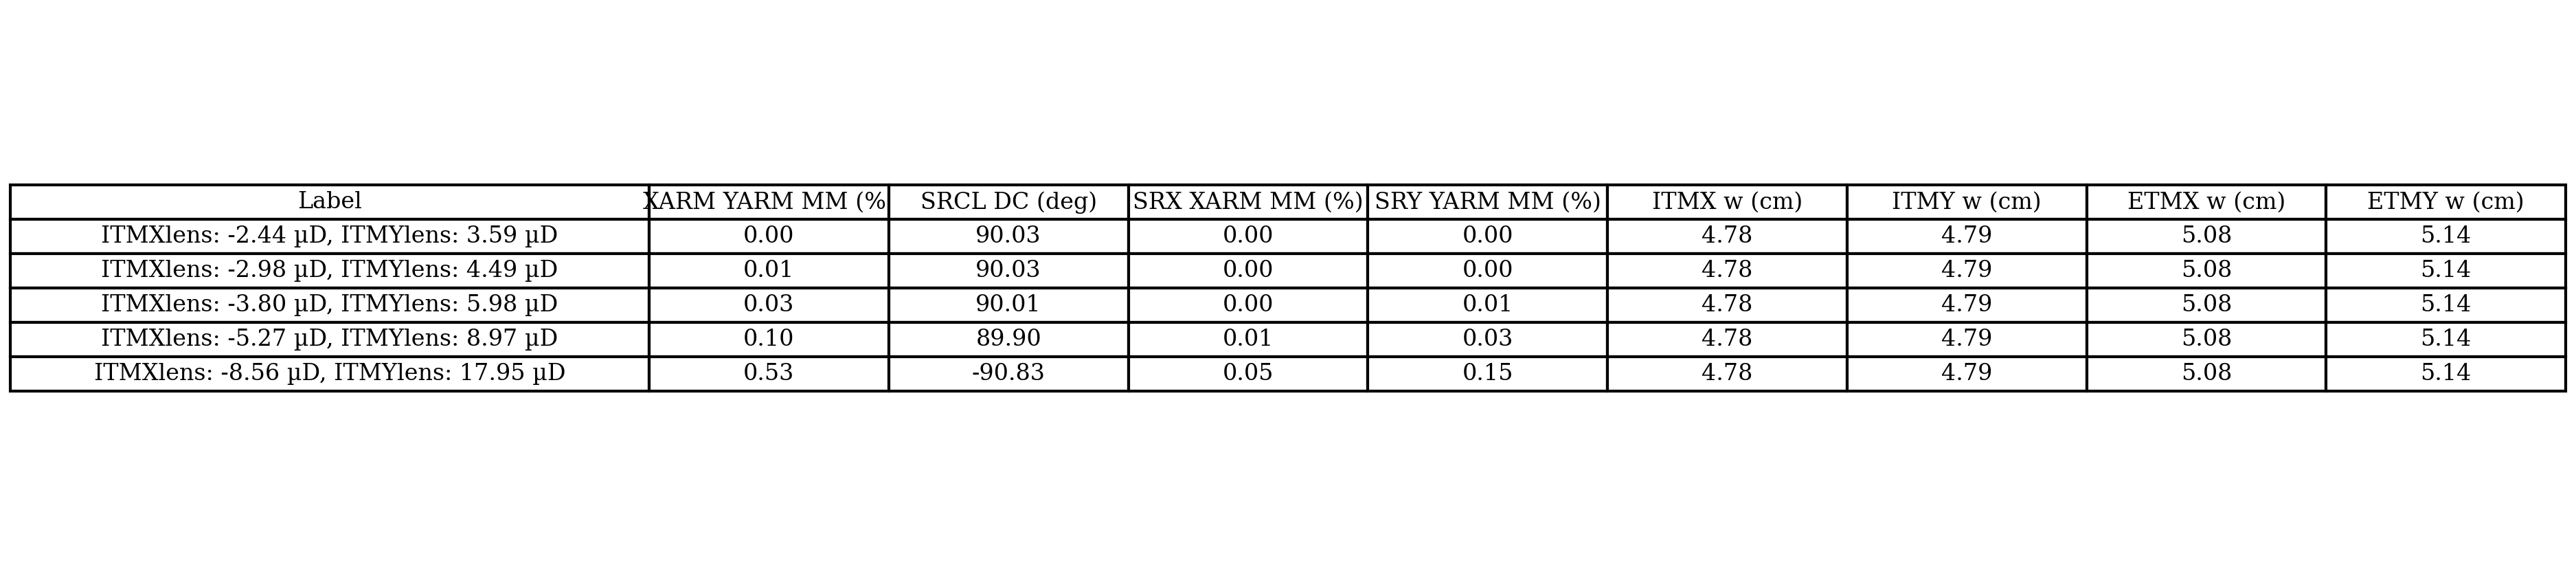 Label XARM YARM MM (% SRCL DC (deg) SRX XARM MM (%) SRY YARM MM (%) ITMX w (cm) ITMY w (cm) ETMX w (cm) ETMY w (cm)
ITMXlens: -2.44 µD, ITMYlens: 3.59 µD 0.00 90.03 0.00 0.00 4.78 4.79 5.08 5.14
ITMXlens: -2.98 µD, ITMYlens: 4.49 µD 0.01 90.03 0.00 0.00 4.78 4.79 5.08 5.14
ITMXlens: -3.80 µD, ITMYlens: 5.98 µD 0.03 90.01 0.00 0.01 4.78 4.79 5.08 5.14
ITMXlens: -5.27 µD, ITMYlens: 8.97 µD 0.10 89.90 0.01 0.03 4.78 4.79 5.08 5.14
ITMXlens: -8.56 µD, ITMYlens: 17.95 µD 0.53 -90.83 0.05 0.15 4.78 4.79 5.08 5.14